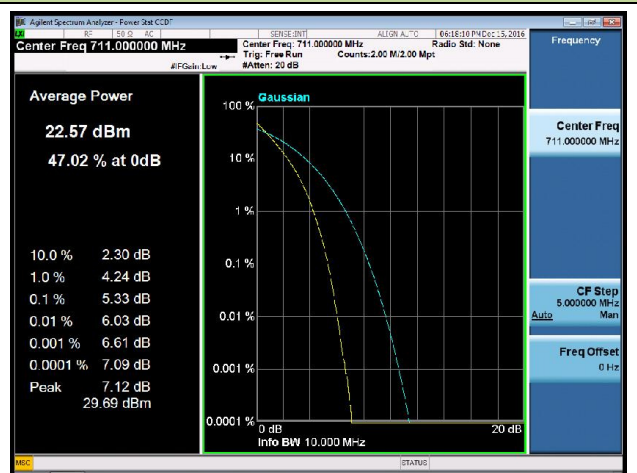 Agilent Spectrum Analyzer - Power Stat CCDF
RF 50 Ω AC SENSE:INT ALIGN AUTO 06:18:10 PM Dec 15, 2016
Center Freq 711.000000 MHz Center Freq: 711.000000 MHz Radio Std: None
Trig: Free Run Counts:2.00 M/2.00 Mpt
#IFGain:Low #Atten: 20 dB
Frequency
Average Power
22.57 dBm
47.02 % at 0dB
10.0 % 2.30 dB
1.0 % 4.24 dB
0.1 % 5.33 dB
0.01 % 6.03 dB
0.001 % 6.61 dB
0.0001 % 7.09 dB
Peak 7.12 dB
29.69 dBm
Gaussian
100 %
10 %
1 %
0.1 %
0.01 %
0.001 %
0.0001 %
0 dB 20 dB
Info BW 10.000 MHz
Center Freq
711.000000 MHz
CF Step
5.000000 MHz
Auto Man
Freq Offset
0 Hz
MSG STATUS